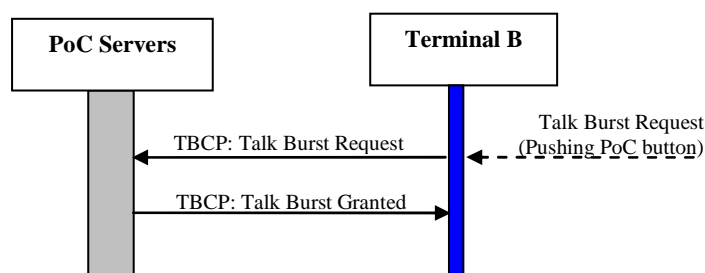 PoC Servers
Terminal B
Talk Burst Request
(Pushing PoC button)
TBCP: Talk Burst Request
TBCP: Talk Burst Granted